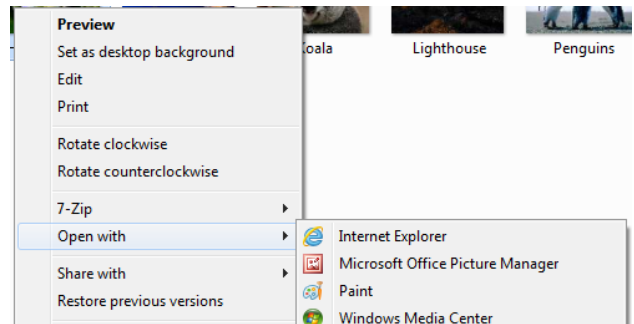 Preview
Set as desktop background
Koala
Lighthouse
Penguins
Edit
Print
Rotate clockwise
Rotate counterclockwise
7-Zip
Open with
Internet Explorer
Microsoft Office Picture Manager
Share with
Paint
Restore previous versions
Windows Media Center